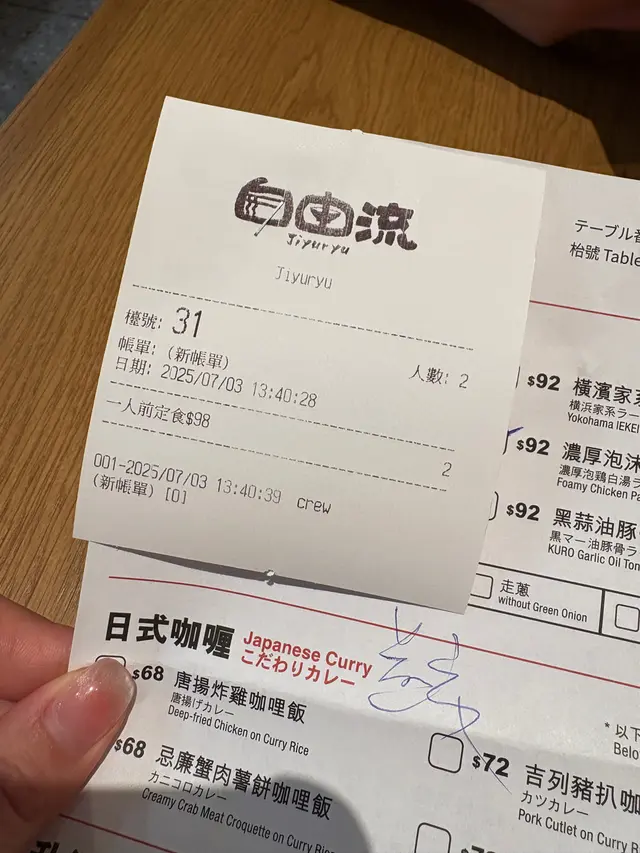 自由流
Jiyuryu
Jiyuryu
檯號: 31
帳單: (新帳單)
人數: 2
日期: 2025/07/03 13:40:28
一人前定食$98
2
001-2025/07/03 13:40:39 crew
(新帳單) [0]
テーブル
枱號 Table
$92 橫濱家系
横浜家系ラー
Yokohama IEKEI
$92 濃厚泡沫
濃厚泡鶏白湯ラ
Foamy Chicken Pa
$92 黑蒜油豚
黒マー油豚骨ラ
KURO Garlic Oil Ton
走蔥
without Green Onion
日式咖喱 Japanese Curry
こだわりカレー
$68 唐揚炸雞咖哩飯
唐揚げカレー
Deep-fried Chicken on Curry Rice
$68 忌廉蟹肉薯餅咖哩飯
カニコロカレー
Creamy Crab Meat Croquette on Curry R
* 以下
Belo
$72 吉列豬扒咖
カツカレー
Pork Cutlet on Curry R